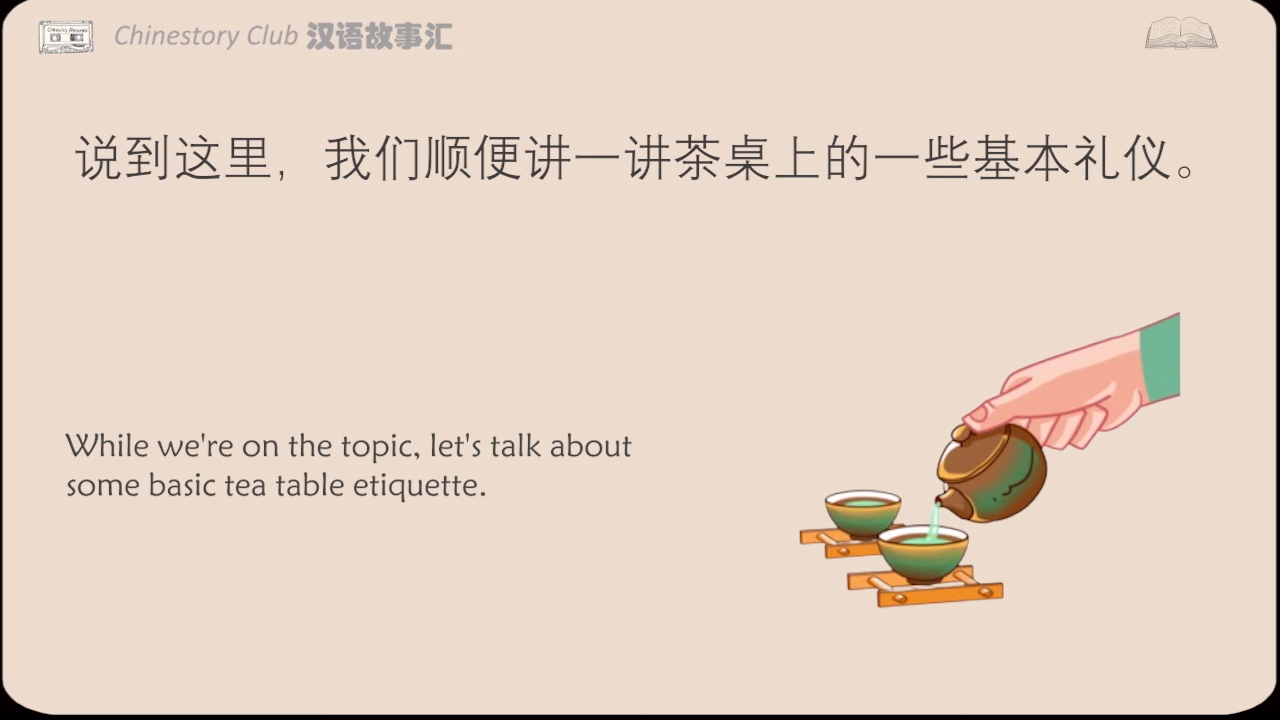 Chinestory Club 汉语故事汇
说到这里，我们顺便讲一讲茶桌上的一些基本礼仪。
While we're on the topic, let's talk about
some basic tea table etiquette.